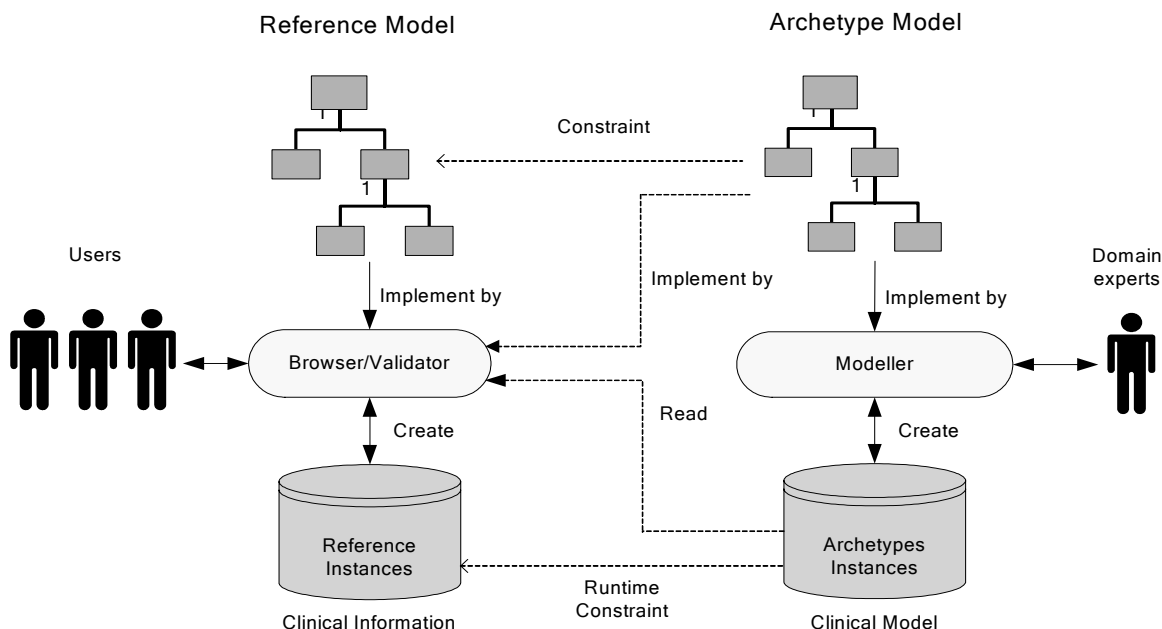 Reference Model
Archetype Model
1
1
Constraint
1
1
Users
Implement by
Implement by
Implement by
Domain
experts
Browser/Validator
Modeller
Read
Create
Create
Reference
Instances
Archetypes
Instances
Runtime
Constraint
Clinical Information
Clinical Model